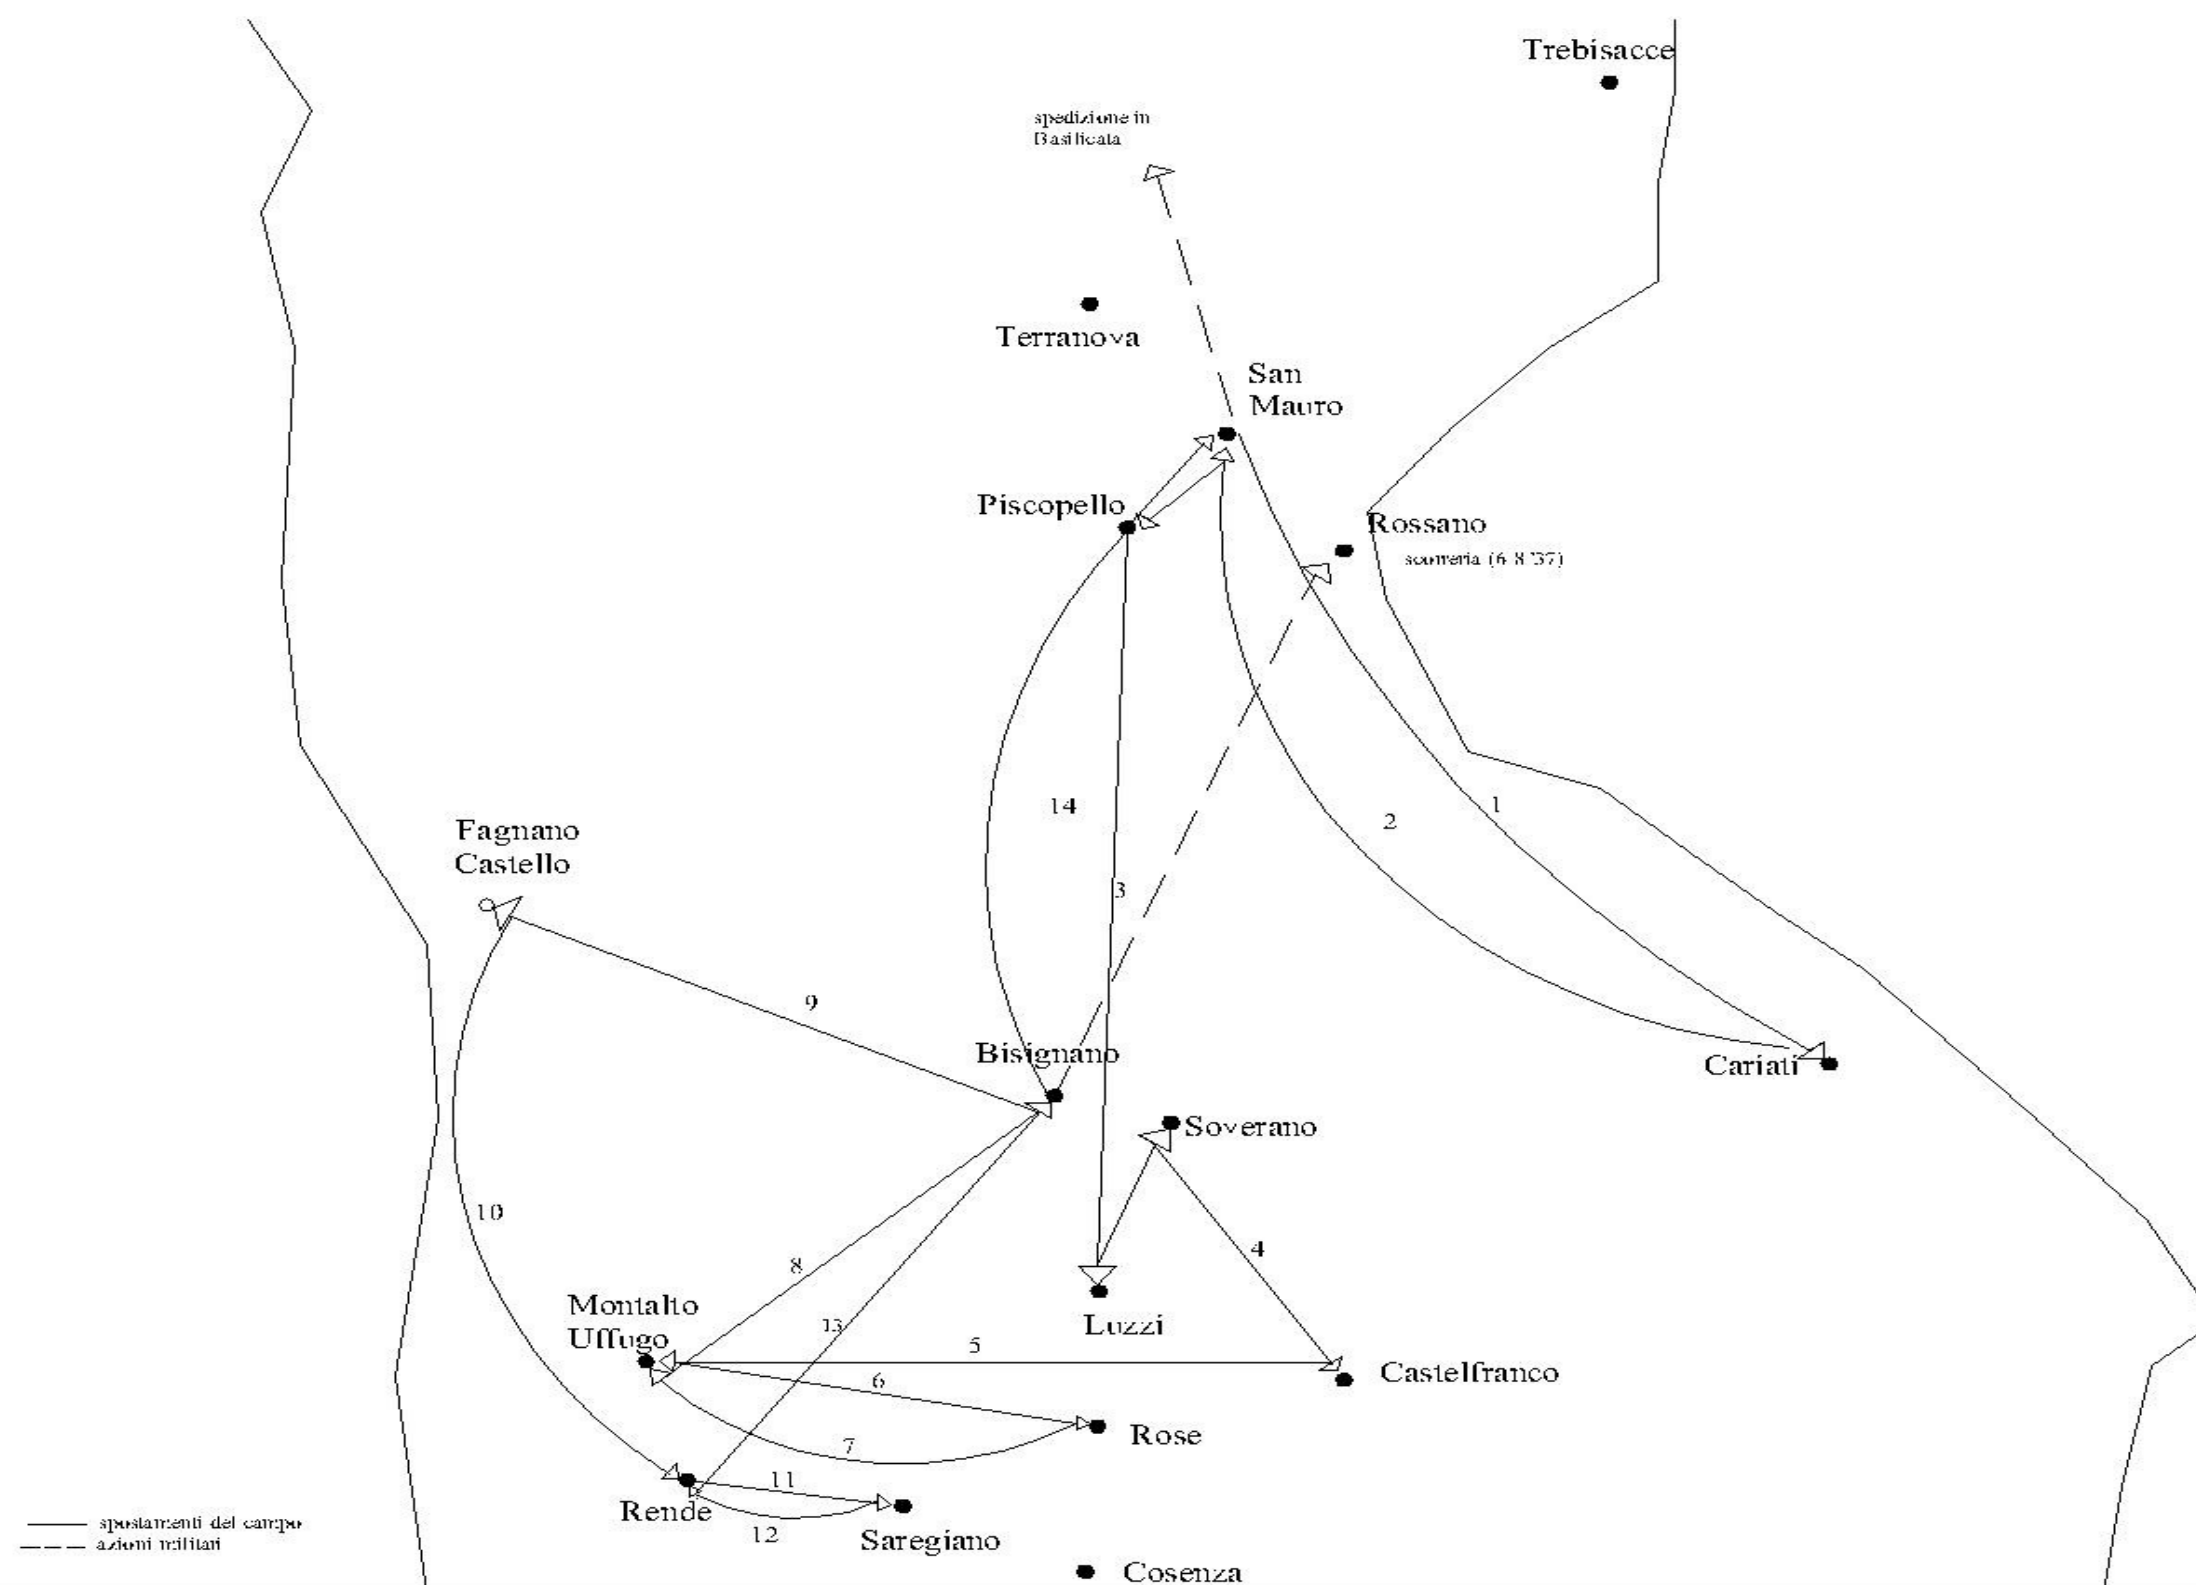 Trebisacce
spedizione in
Basilicata
Terranova
San
Mauro
Piscopello
Rossano
scorreria (6 8 '37)
14
2
1
Fagnano
Castello
3
9
Bisignano
Cariati
Soverano
10
4
8
Montalto
Uffugo
13
Luzzi
5
Castelfranco
6
Rose
7
11
Rende
12
Saregiano
spostamenti del campo
azioni militari
Cosenza